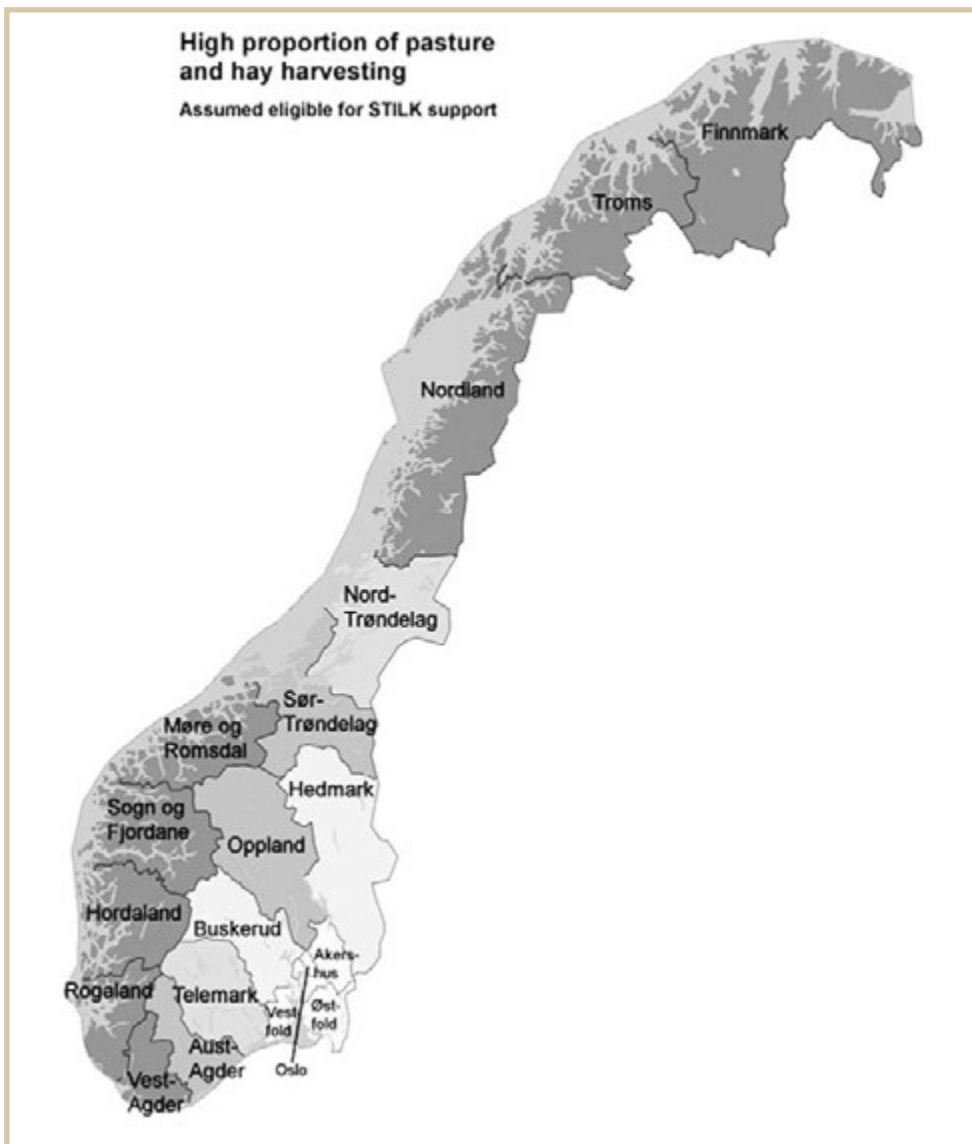 High proportion of pasture
and hay harvesting
Assumed eligible for STILK support
Finnmark
Troms
Nordland
Nord-
Trøndelag
Sør-
Trøndelag
Møre og
Romsdal
Hedmark
Sogn og
Fjordane
Oppland
Hordaland
Buskerud
Akers-
hus
Rogaland
Telemark
Vest
fold
Øst-
fold
Aust-
Agder
Oslo
Vest-
Agder